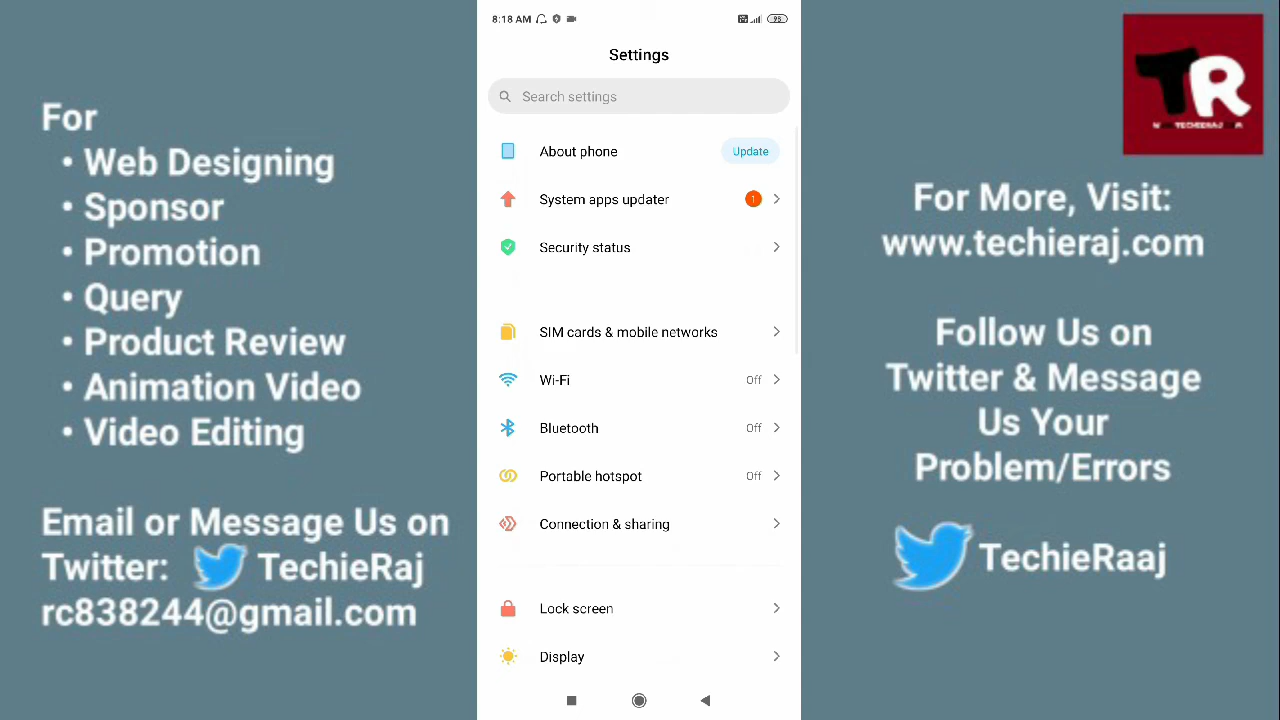 For
• Web Designing
• Sponsor
• Promotion
• Query
• Product Review
• Animation Video
• Video Editing
Email or Message Us on
Twitter: TechieRaj
rc838244@gmail.com
8:18 AM
98
Settings
Search settings
About phone Update
System apps updater 1
Security status
SIM cards & mobile networks
Wi-Fi Off
Bluetooth Off
Portable hotspot Off
Connection & sharing
Lock screen
Display
TR
For More, Visit:
www.techieraj.com
Follow Us on
Twitter & Message
Us Your
Problem/Errors
TechieRaaj